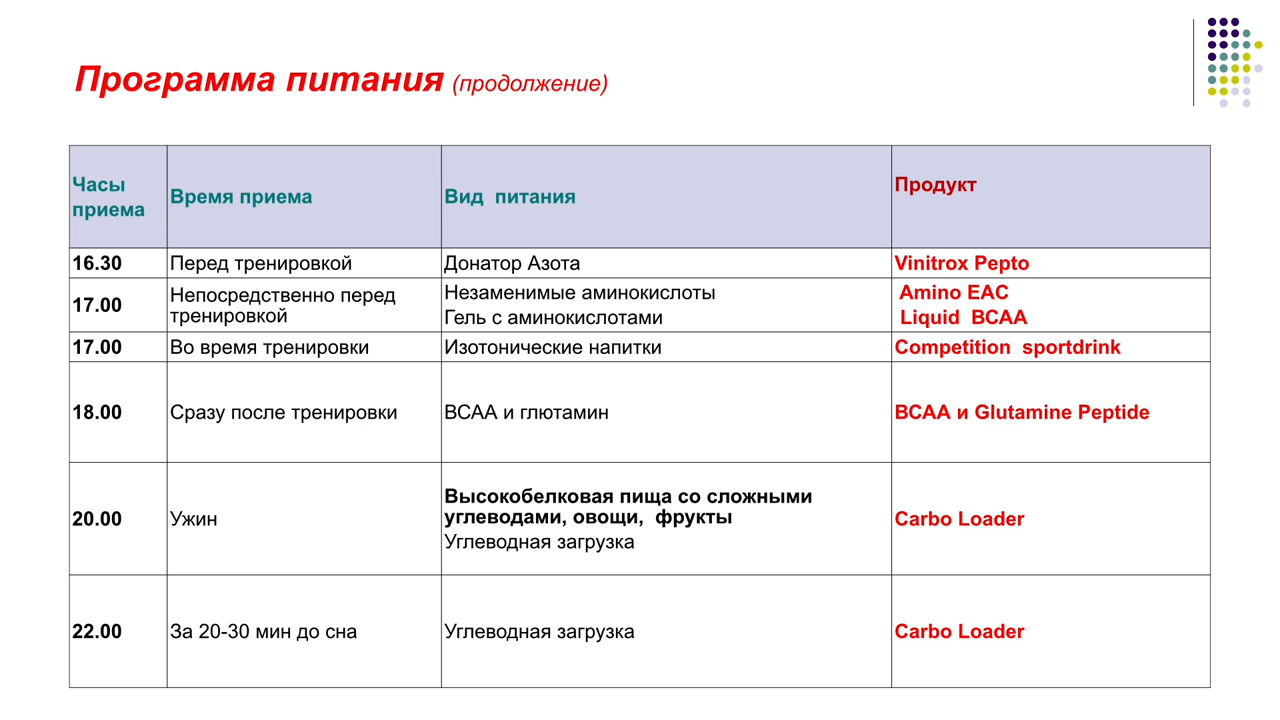 Программа питания (продолжение)
Часы
приема
Время приема
Вид питания
Продукт
16.30
Перед тренировкой
Донатор Азота
Vinitrox Pepto
17.00
Непосредственно перед
тренировкой
Незаменимые аминокислоты
Гель с аминокислотами
Amino EAC
Liquid BCAA
17.00
Во время тренировки
Изотонические напитки
Competition sportdrink
18.00
Сразу после тренировки
BCAA и глютамин
BCAA и Glutamine Peptide
20.00
Ужин
Высокобелковая пища со сложными
углеводами, овощи, фрукты
Углеводная загрузка
Carbo Loader
22.00
За 20-30 мин до сна
Углеводная загрузка
Carbo Loader